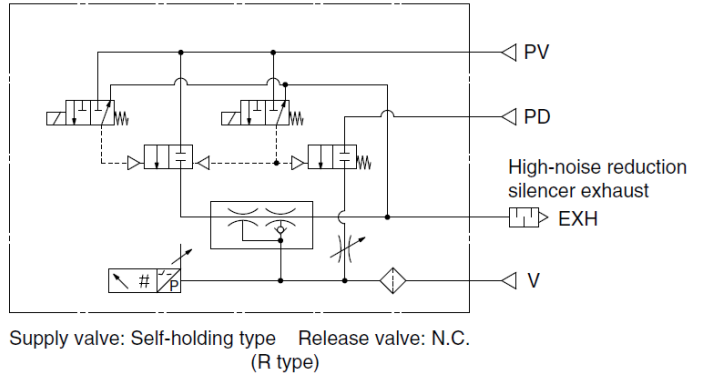 PV
PD
High-noise reduction
silencer exhaust
EXH
# P
V
Supply valve: Self-holding type Release valve: N.C.
(R type)